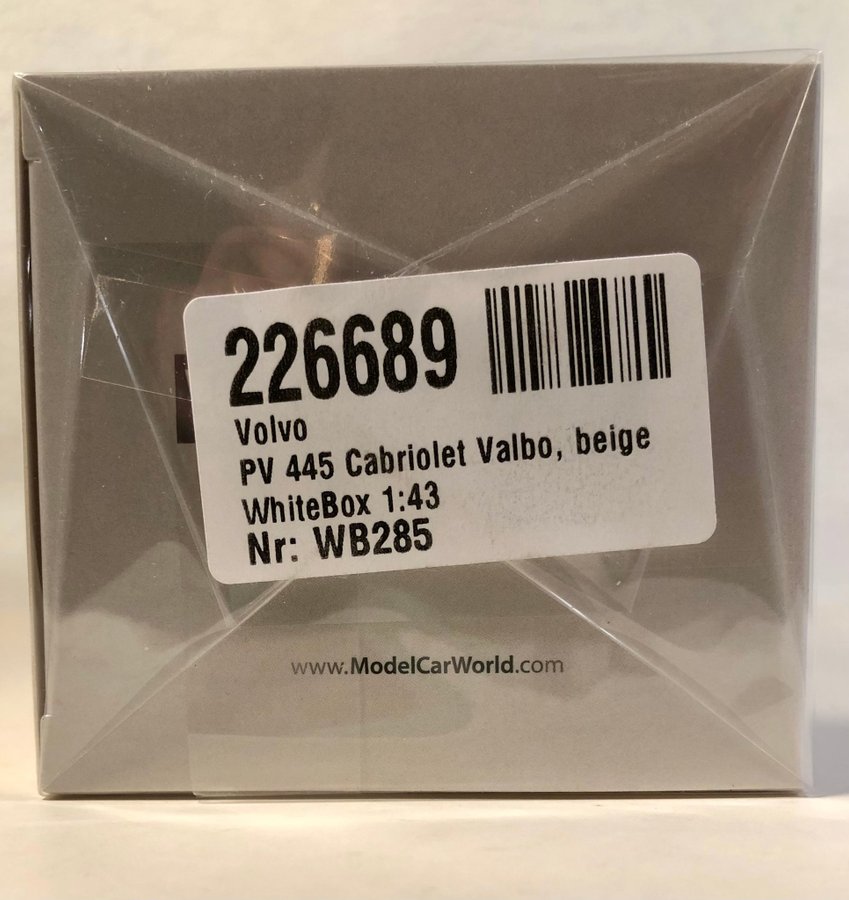 226689
Volvo
PV 445 Cabriolet Valbo, beige
WhiteBox 1:43
Nr: WB285
www.ModelCarWorld.com